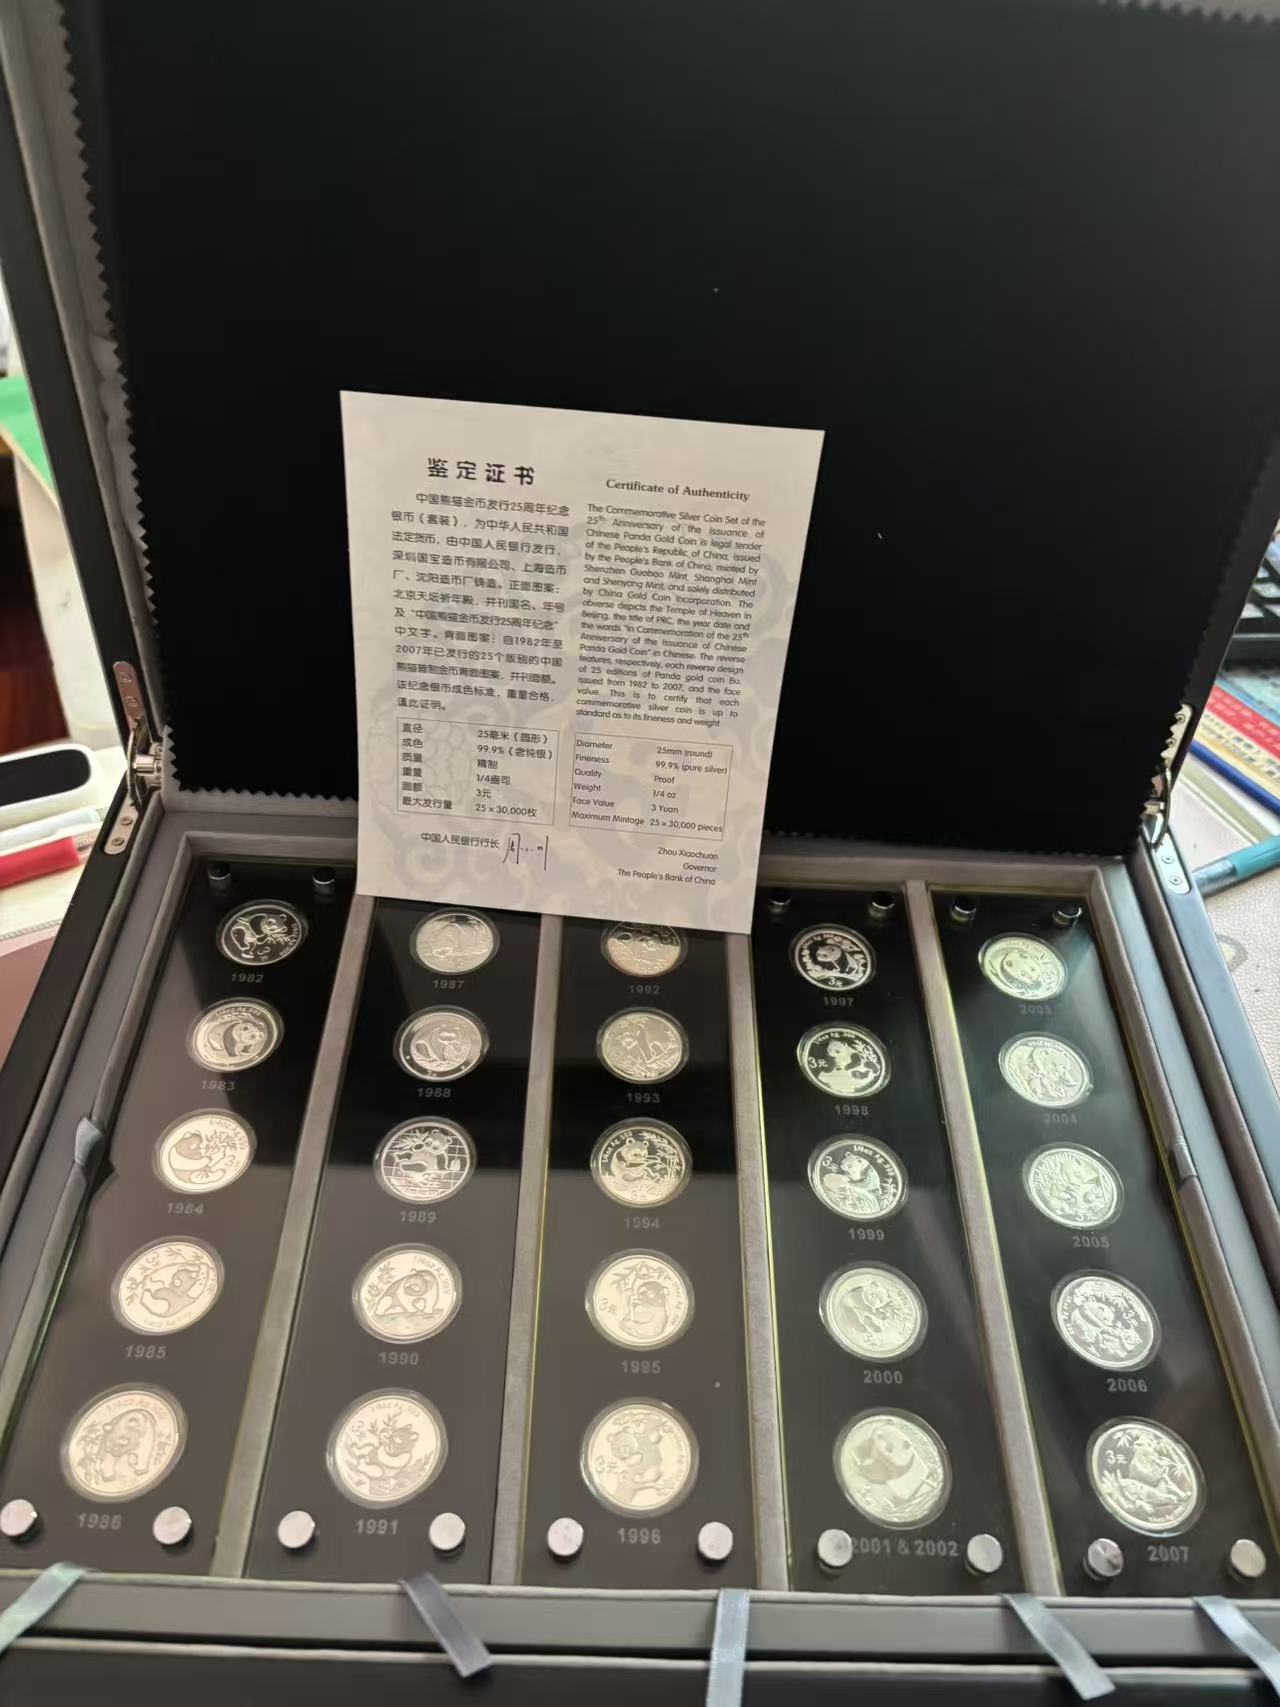 鉴定证书
中国熊猫金币发行25周年纪念
银币（套装），为中华人民共和国
法定货币，由中国人民银行发行，
深圳国宝造币有限公司、上海造币
厂、沈阳造币厂铸造。正面图案：
北京天坛祈年殿，并刊国名、年号
及“中国熊猫金币发行25周年纪念”
中文字。背面图案：自1982年至
2007年已发行的25个版别的中国
熊猫普制金币背面图案，并刊面额。
该纪念银币成色标准，重量合格，
谨此证明。
直径 25毫米（圆形）
成色 99.9%（含纯银）
质量 精制
重量 1/4盎司
面额 3元
最大发行量 25×30,000枚
中国人民银行行长
Certificate of Authenticity
The Commemorative Silver Coin Set of the
25th Anniversary of the Issuance of
Chinese Panda Gold Coin is legal tender
of the People's Republic of China, issued
by the People's Bank of China, minted by
Shenzhen Guobao Mint, Shanghai Mint
and Shenyang Mint, and solely distributed
by China Gold Coin Incorporation. The
obverse depicts the Temple of Heaven in
Beijing, the title of PRC, the year date and
the words "in Commemoration of the 25th
Anniversary of the Issuance of Chinese
Panda Gold Coin" in Chinese. The reverse
features, respectively, each reverse design
of 25 editions of Panda gold coin Bu.
issued from 1982 to 2007, and the face
value. This is to certify that each
commemorative silver coin is up to
standard as to its fineness and weight.
Diameter 25mm (round)
Fineness 99.9% (pure silver)
Quality Proof
Weight 1/4 oz
Face Value 3 Yuan
Maximum Mintage 25×30,000 pieces
Zhou Xiaochuan
Governor
The People's Bank of China
1982
1987
1992
1997
2003
1983
1988
1993
3元
1998
2004
1984
1989
1994
1999
3元
2005
1985
1990
1995
2000
3元
2006
1986
1991
1996
2001 & 2002
3元
2007